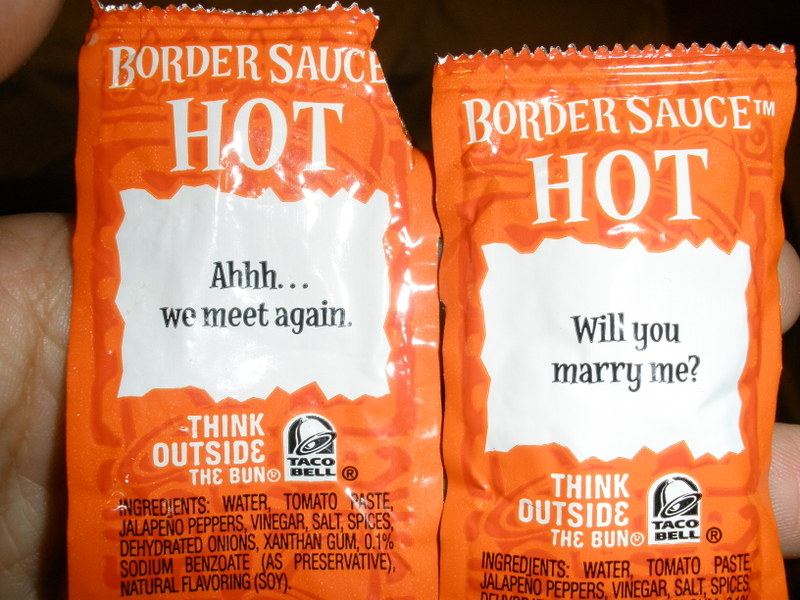 BORDER SAUCE
HOT
Ahhh...
we meet again.
THINK
OUTSIDE
THE BUN®
TACO
BELL ®
INGREDIENTS: WATER, TOMATO PASTE,
JALAPEÑO PEPPERS, VINEGAR, SALT, SPICES,
DEHYDRATED ONIONS, XANTHAN GUM, 0.1%
SODIUM BENZOATE (AS PRESERVATIVE),
NATURAL FLAVORING (SOY).
BORDER SAUCE™
HOT
Will you
marry me?
THINK
OUTSIDE
THE BUN®
TACO
BELL ®
INGREDIENTS: WATER, TOMATO PASTE,
JALAPEÑO PEPPERS, VINEGAR, SALT, SPICES